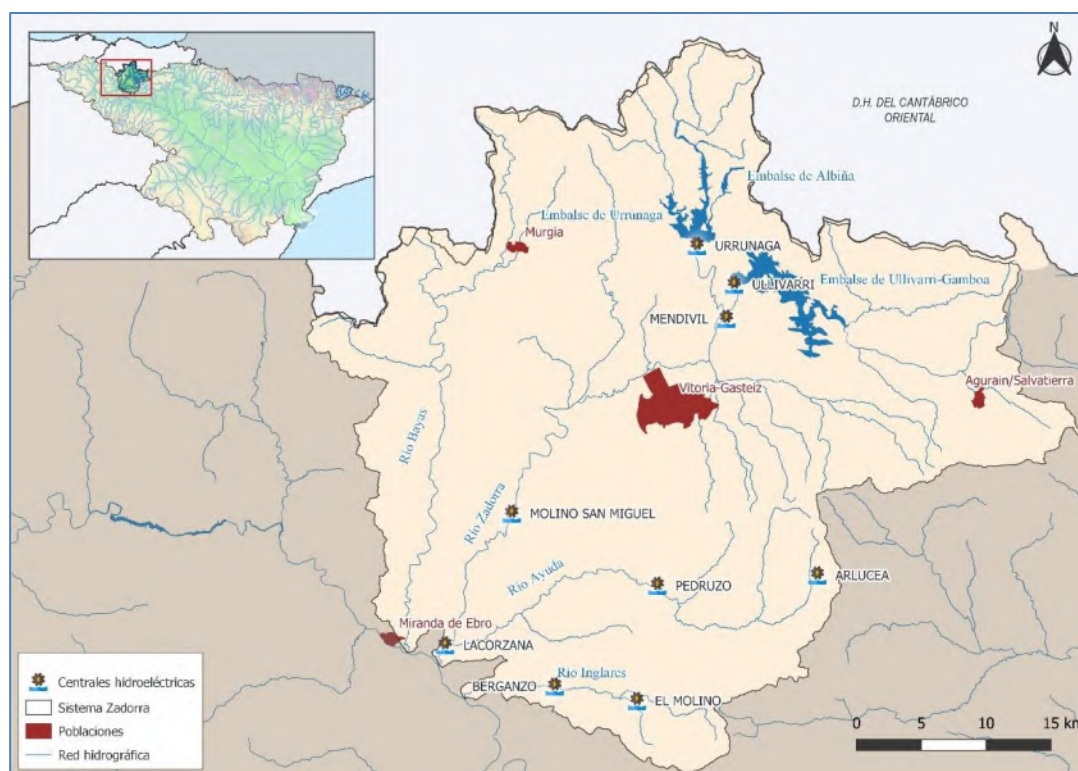 N
D.H. DEL CANTÁBRICO
ORIENTAL
Embalse de Albiña
Embalse de Urrunaga
Murgia
URRUNAGA
Embalse de Ullivarri-Gamboa
ULLIVARRI
MENDIVIL
Vitoria-Gasteiz
Agurain/Salvatierra
Río Bayas
Río Zadorra
MOLINO SAN MIGUEL
Río Ayuda
PEDRUZO
ARLUCEA
Miranda de Ebro
LACORZANA
Río Inglares
BERGANZO
EL MOLINO
Centrales hidroeléctricas
Sistema Zadorra
Poblaciones
Red hidrográfica
0 5 10 15 km